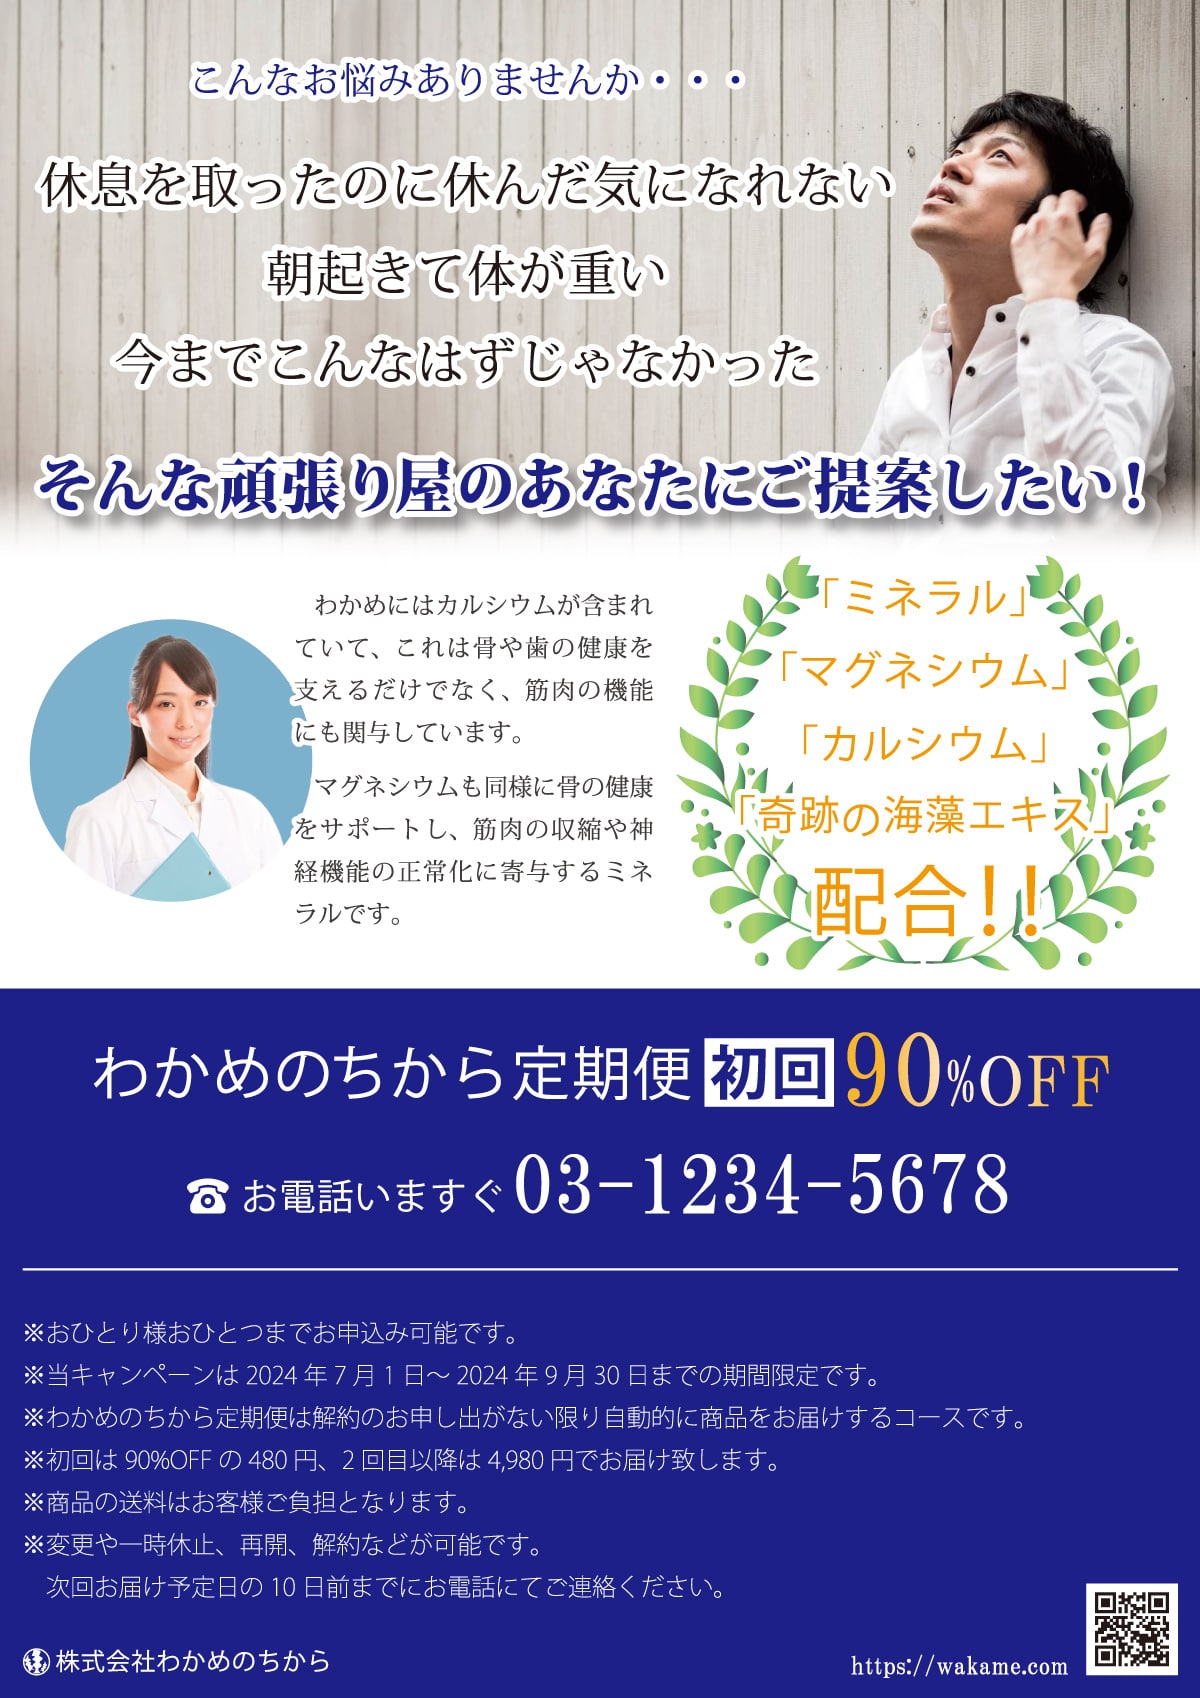 こんなお悩みありませんか・・・
休息を取ったのに休んだ気になれない
朝起きて体が重い
今までこんなはずじゃなかった
そんな頑張り屋のあなたにご提案したい！
わかめにはカルシウムが含まれ
ていて、これは骨や歯の健康を
支えるだけでなく、筋肉の機能
にも関与しています。
マグネシウムも同様に骨の健康
をサポートし、筋肉の収縮や神
経機能の正常化に寄与するミネ
ラルです。
「ミネラル」
「マグネシウム」
「カルシウム」
「奇跡の海藻エキス」
配合！！
わかめのちから定期便 初回 90%OFF
お電話いますぐ 03-1234-5678
※おひとり様おひとつまでお申込み可能です。
※当キャンペーンは 2024 年 7 月 1 日～ 2024 年 9 月 30 日までの期間限定です。
※わかめのちから定期便は解約のお申し出がない限り自動的に商品をお届けするコースです。
※初回は 90%OFF の 480 円、2 回目以降は 4,980 円でお届け致します。
※商品の送料はお客様ご負担となります。
※変更や一時休止、再開、解約などが可能です。
次回お届け予定日の 10 日前までにお電話にてご連絡ください。
株式会社わかめのちから
https://wakame.com